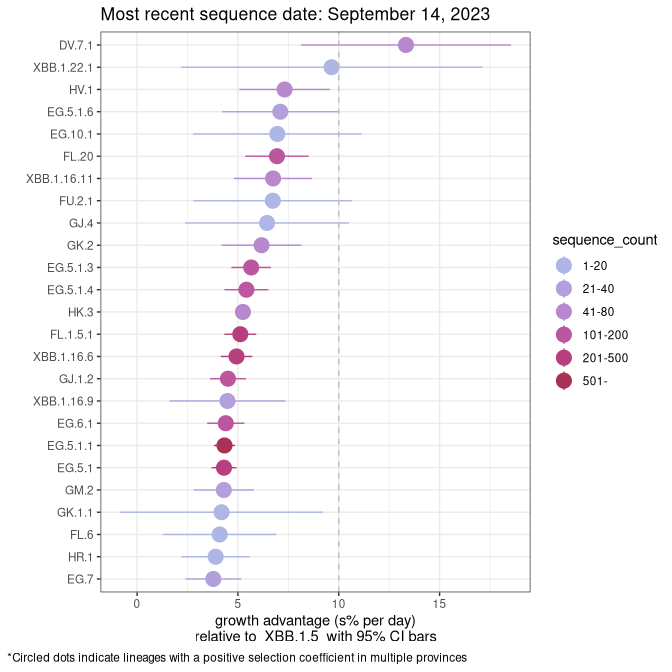 Most recent sequence date: September 14, 2023
DV.7.1
XBB.1.22.1
HV.1
EG.5.1.6
EG.10.1
FL.20
XBB.1.16.11
FU.2.1
GJ.4
GK.2
EG.5.1.3
EG.5.1.4
HK.3
FL.1.5.1
XBB.1.16.6
GJ.1.2
XBB.1.16.9
EG.6.1
EG.5.1.1
EG.5.1
GM.2
GK.1.1
FL.6
HR.1
EG.7
0 5 10 15
growth advantage (s% per day)
relative to XBB.1.5 with 95% CI bars
sequence_count
1-20
21-40
41-80
101-200
201-500
501-
*Circled dots indicate lineages with a positive selection coefficient in multiple provinces